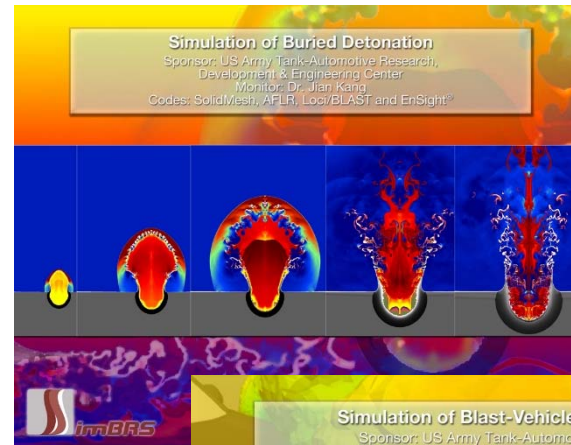 Simulation of Buried Detonation
Sponsor: US Army Tank-Automotive Research,
Development & Engineering Center
Monitor: Dr. Jian Kang
Codes: SolidMesh, AFLR, Loci/BLAST and EnSight®
SimBRS
Simulation of Blast-Vehicle
Sponsor: US Army Tank-Automo